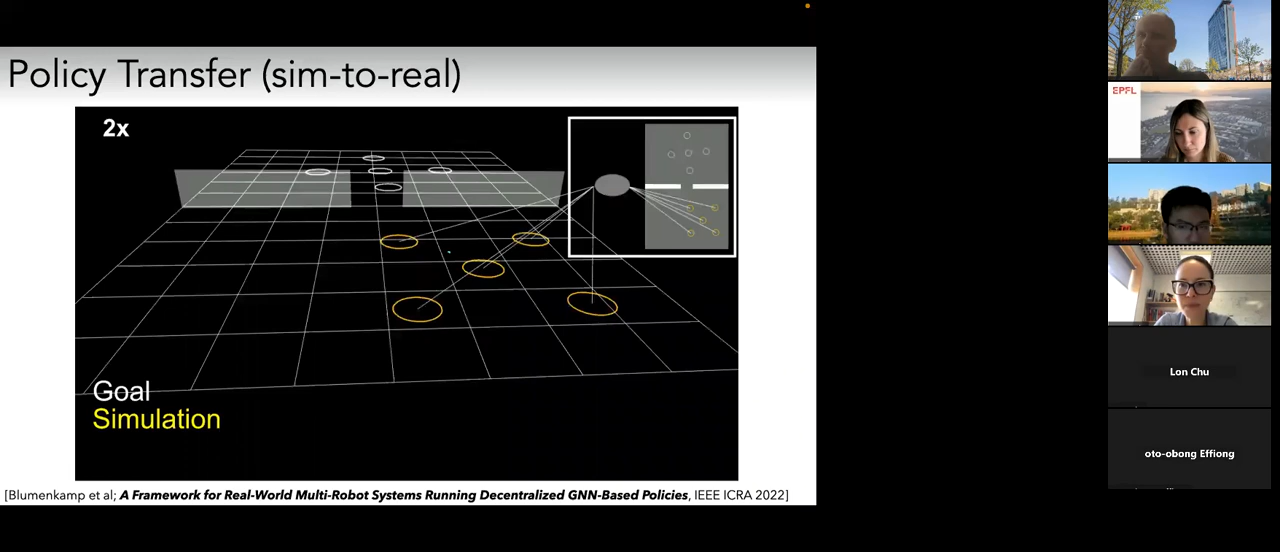 Policy Transfer (sim-to-real)
2x
Goal
Simulation
[Blumenkamp et al; A Framework for Real-World Multi-Robot Systems Running Decentralized GNN-Based Policies, IEEE ICRA 2022]
EPFL
Lon Chu
oto-obong Effiong